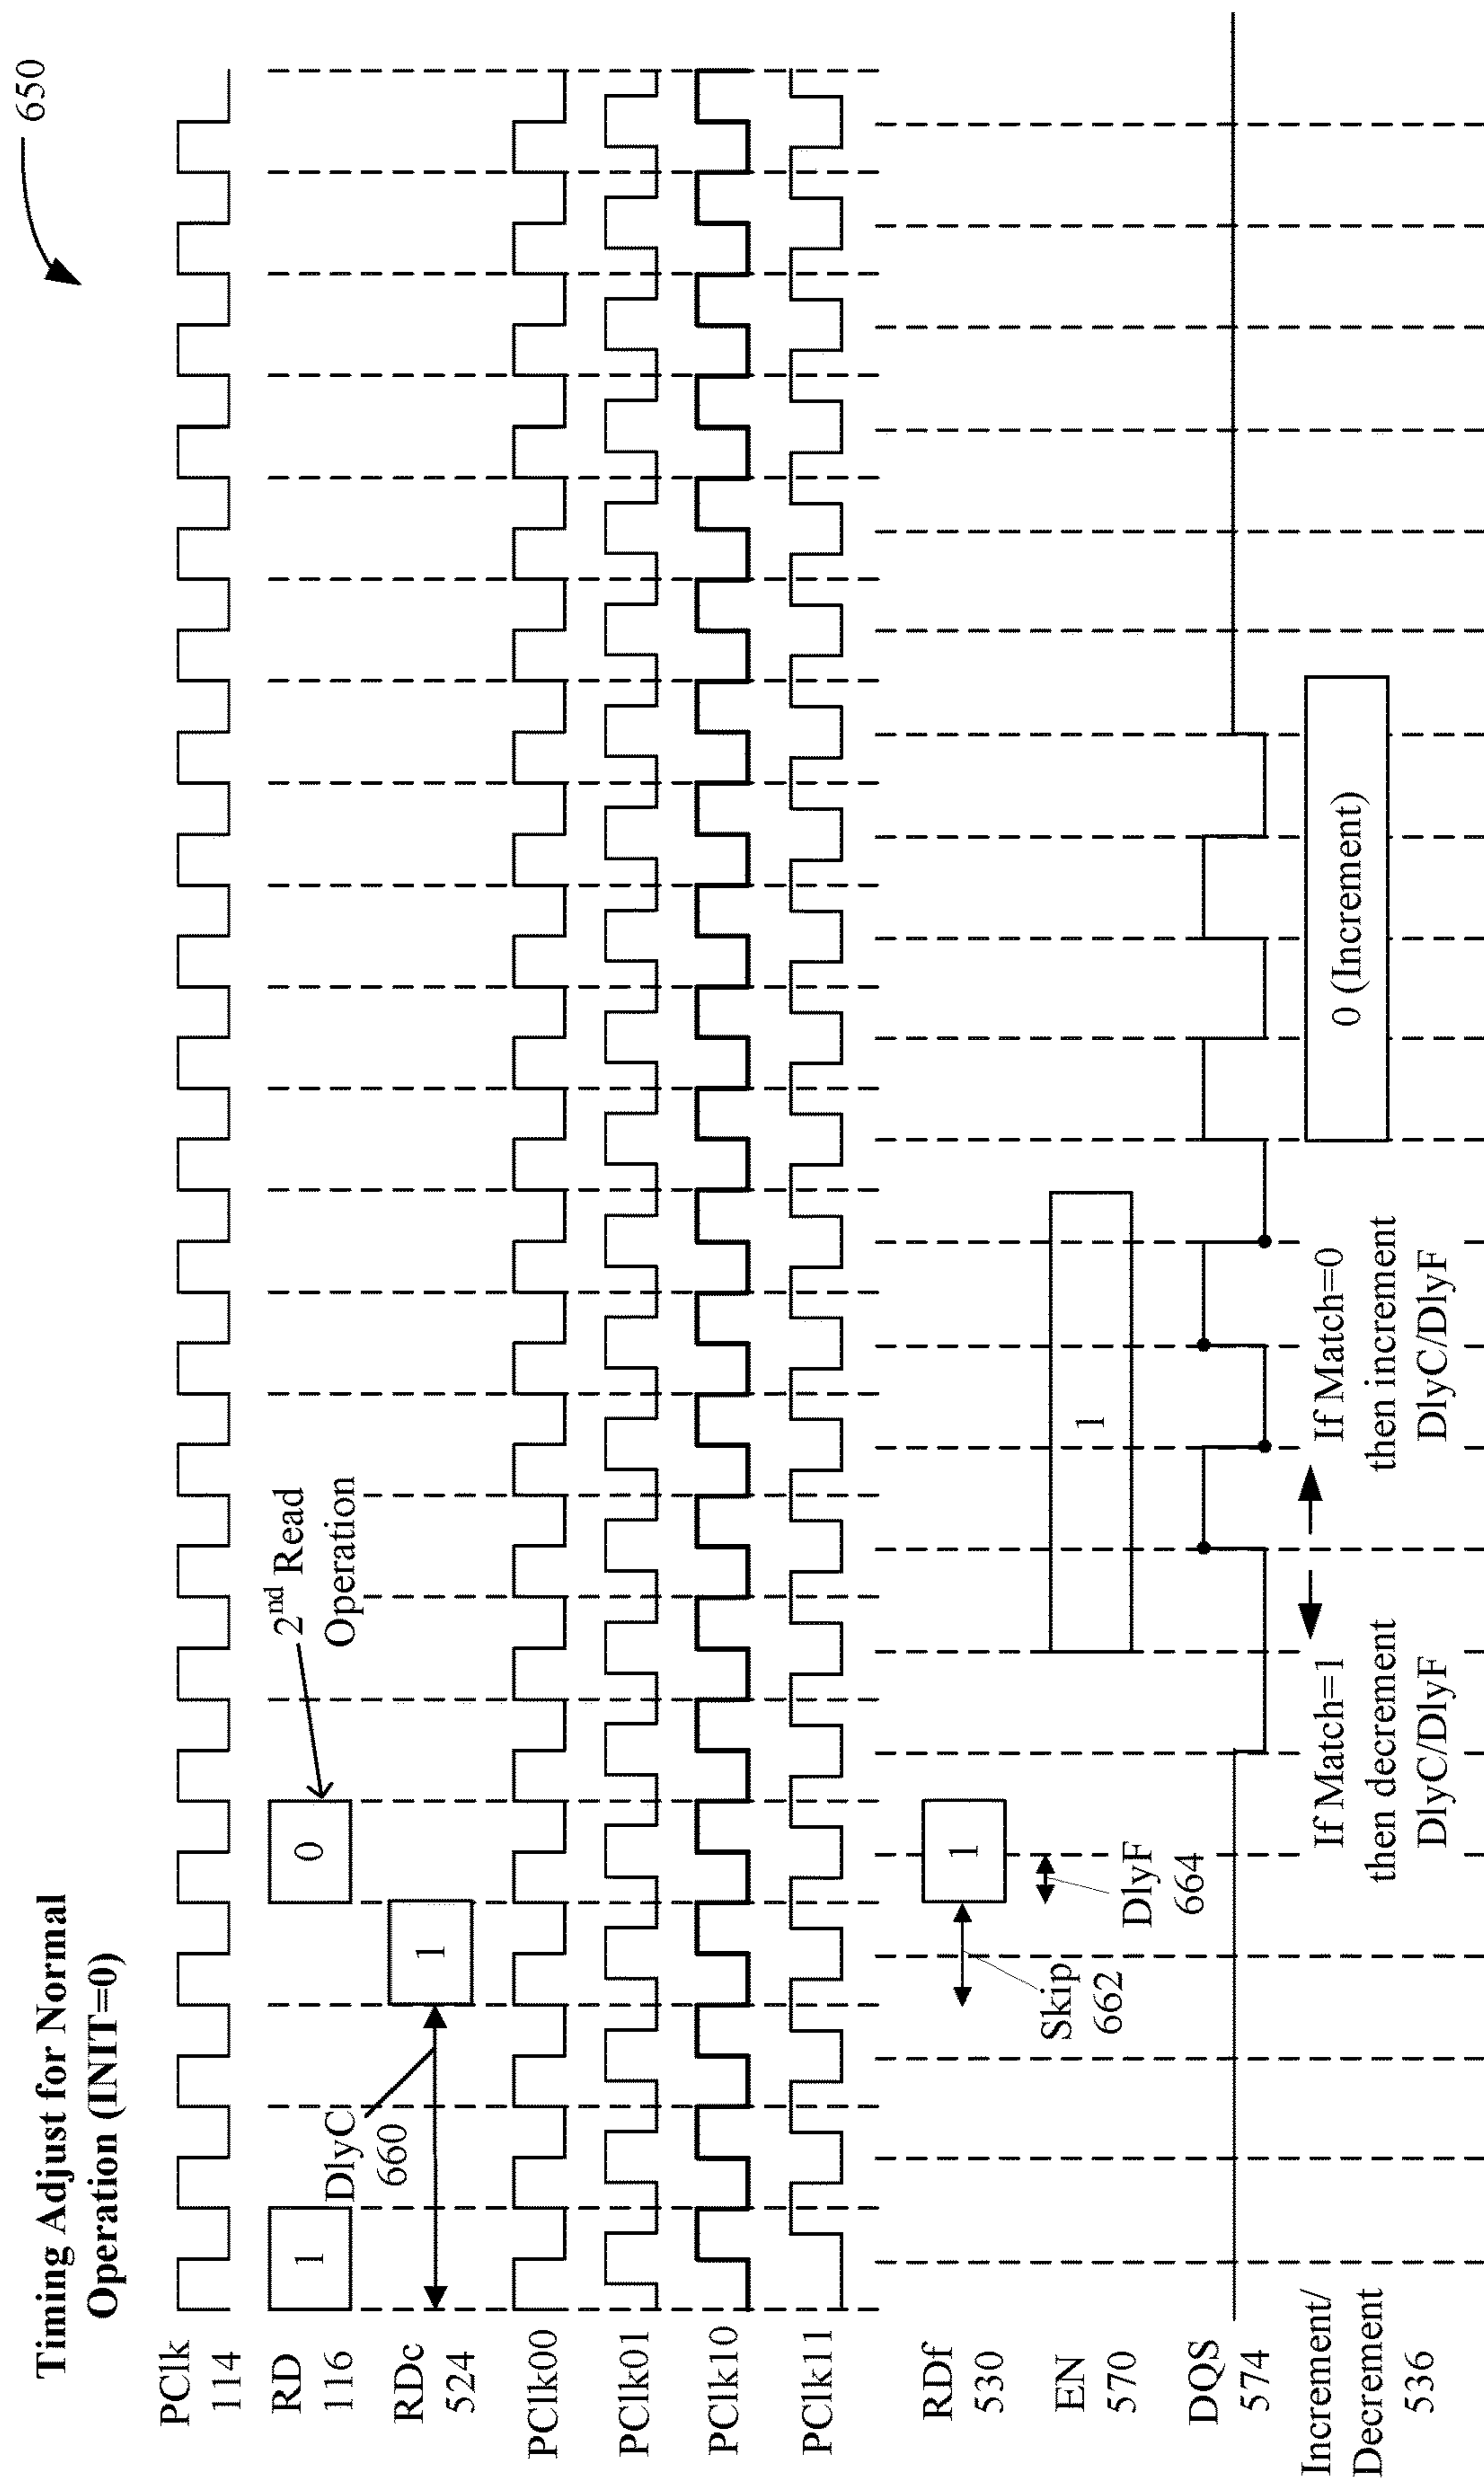 650
Timing Adjust for Normal
Operation (INIT=0)
PClk
114
RD
116
1
0
2nd Read
Operation
RDc
524
DlyC
660
1
PClk00
PClk01
PClk10
PClk11
RDf
530
1
Skip
662
DlyF
664
EN
570
1
DQS
574
Increment/
Decrement
536
If Match=1
then decrement
DlyC/DlyF
If Match=0
then increment
DlyC/DlyF
0 (Increment)